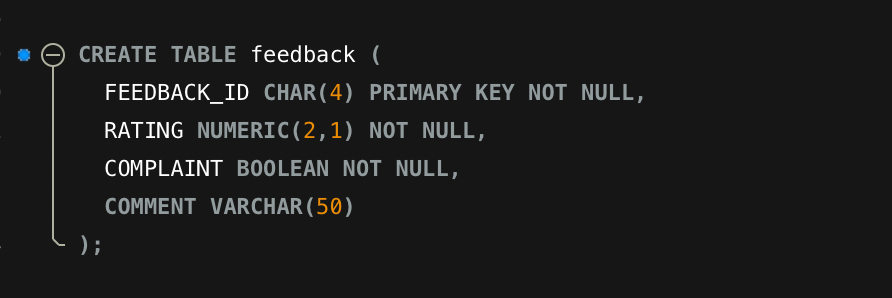 CREATE TABLE feedback (
FEEDBACK_ID CHAR(4) PRIMARY KEY NOT NULL,
RATING NUMERIC(2,1) NOT NULL,
COMPLAINT BOOLEAN NOT NULL,
COMMENT VARCHAR(50)
);